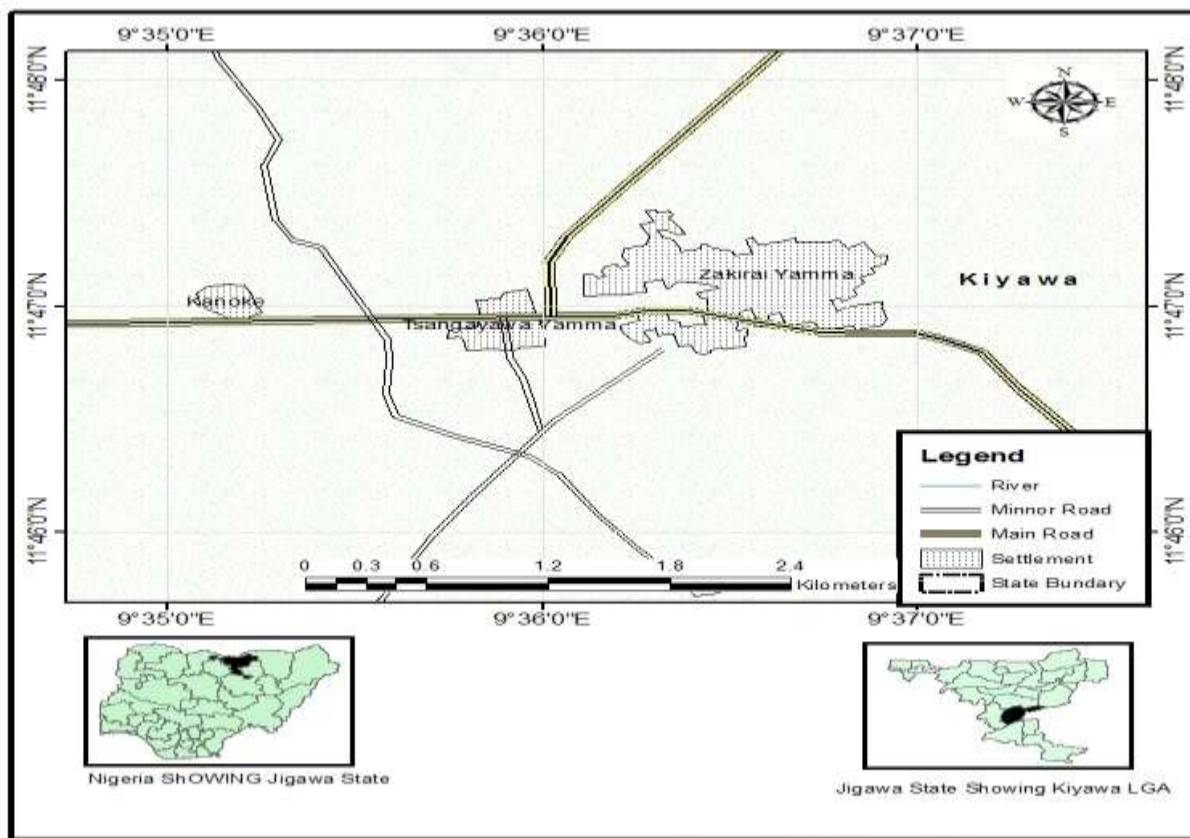 9°35'0"E 9°36'0"E 9°37'0"E
11°48'0"N 11°48'0"N
N
W E
S
Zakirai Yamma
Kiyawa
Kanoke
11°47'0"N 11°47'0"N
Tsangayawa Yamma
Legend
River
Minnor Road
Main Road
Settlement
State Bundary
11°46'0"N 11°46'0"N
0 0.3 0.6 1.2 1.8 2.4
Kilometers
9°35'0"E 9°36'0"E 9°37'0"E
Nigeria ShOWING Jigawa State
Jigawa State Showing Kiyawa LGA